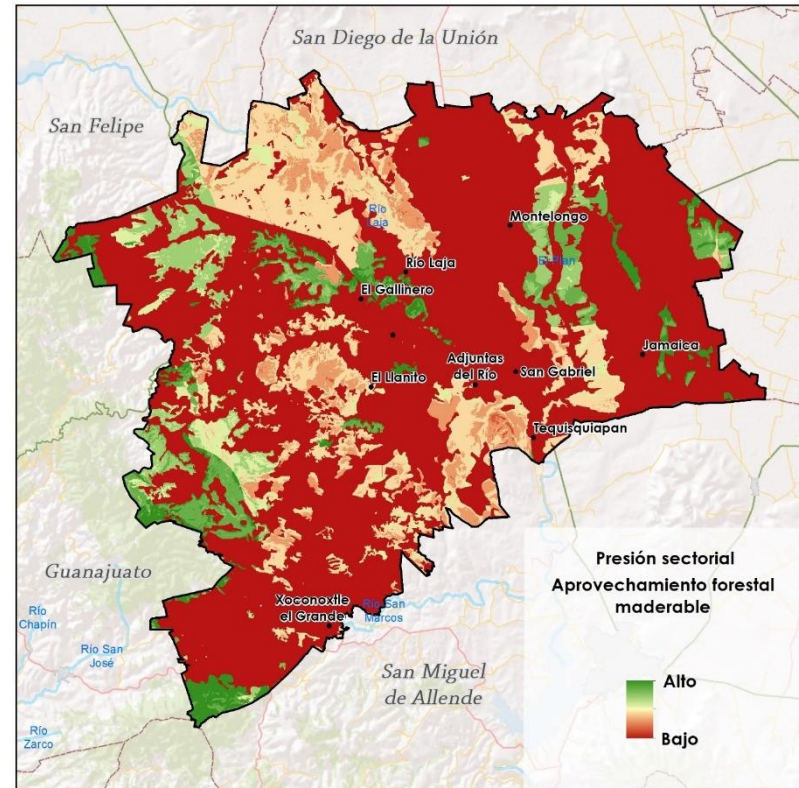 San Diego de la Unión
San Felipe
Río
Laja
Montelongo
El Plan
Río Laja
El Gallinero
Jamaica
Adjuntas
del Río
San Gabriel
El Llanito
Tequisquiapan
Presión sectorial
Aprovechamiento forestal
maderable
Guanajuato
Xoconoxtle
el Grande
Río San
Marcos
Río
Chapín
Río San
José
San Miguel
de Allende
Alto
Bajo
Río
Zarco